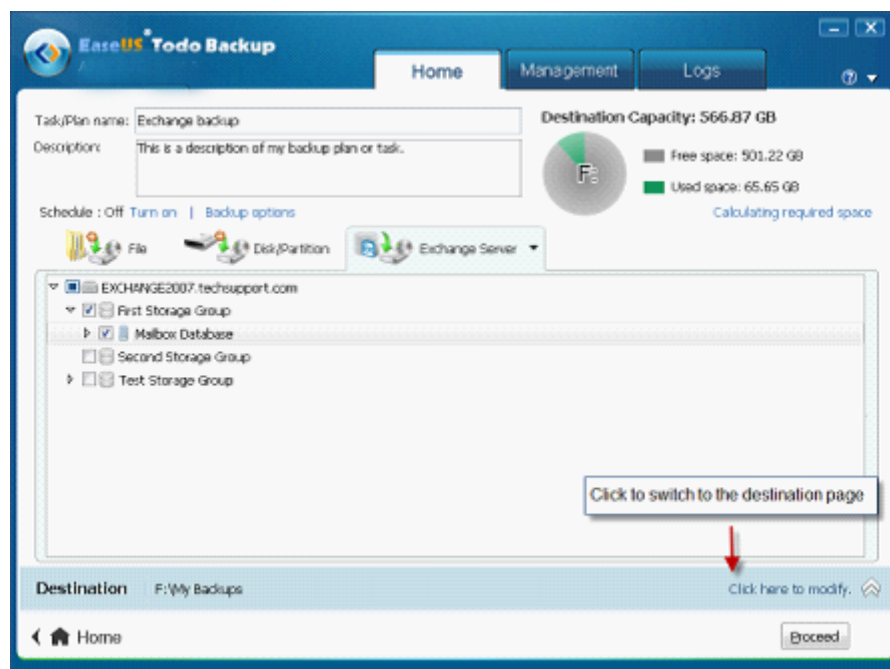 EaseUS Todo Backup
Home
Management
Logs
Task/Plan name: Exchange backup
Destination Capacity: 566.87 GB
Description: This is a description of my backup plan or task.
F:
Free space: 501.22 GB
Used space: 65.65 GB
Schedule : Off Turn on | Backup options
Calculating required space
File
Disk/Partition
Exchange Server
EXCHANGE2007.techsupport.com
First Storage Group
Mailbox Database
Second Storage Group
Test Storage Group
Click to switch to the destination page
Destination F:\My Backups
Click here to modify.
Home
Proceed